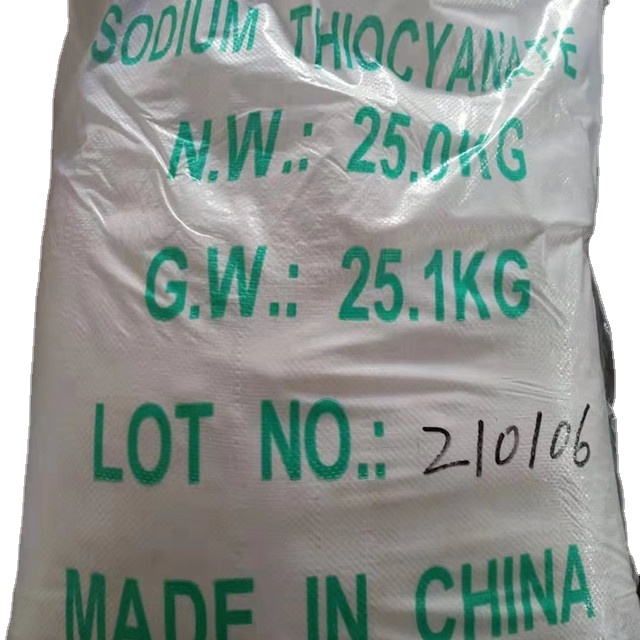 SODIUM THIOCYANATE
N.W.: 25.0KG
G.W.: 25.1KG
LOT NO.: 210106
MADE IN CHINA